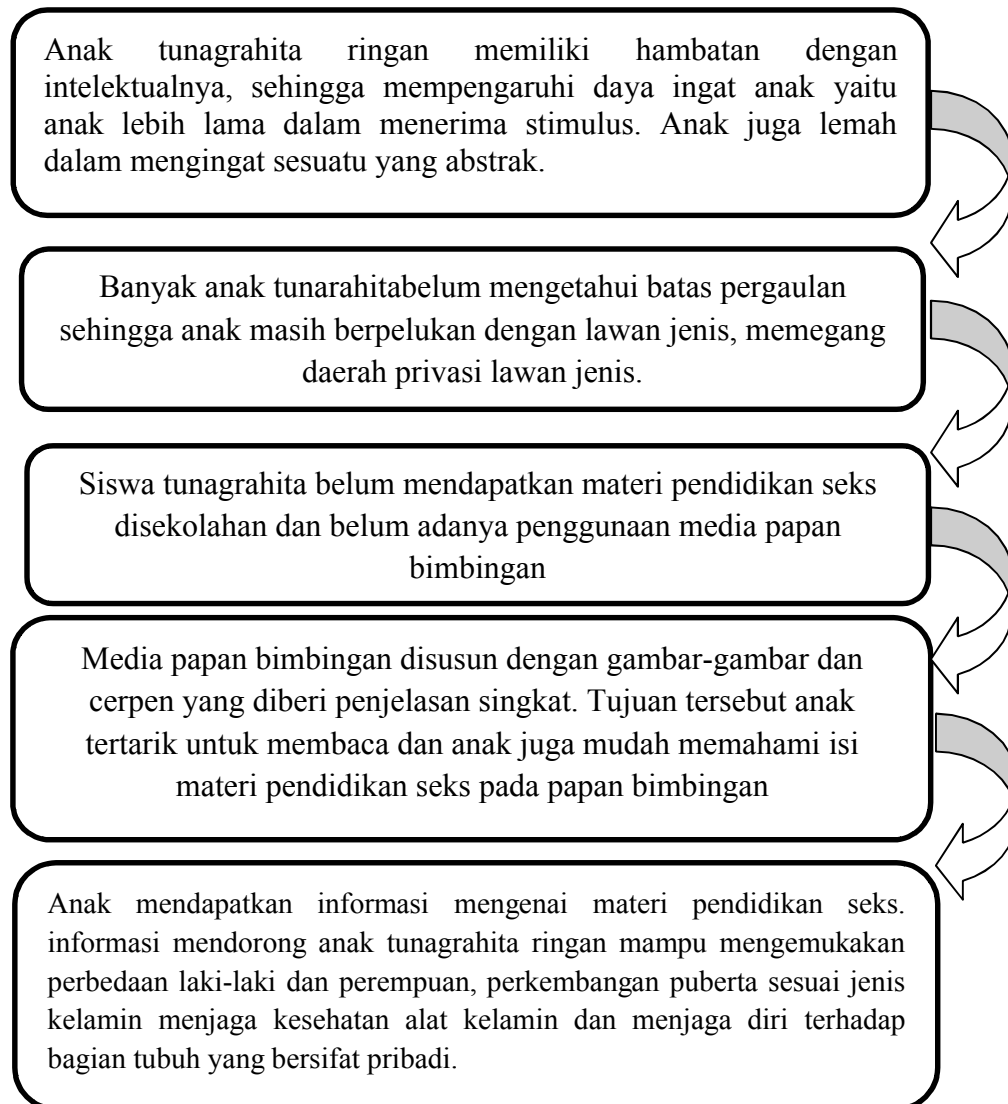 Anak tunagrahita ringan memiliki hambatan dengan
intelektualnya, sehingga mempengaruhi daya ingat anak yaitu
anak lebih lama dalam menerima stimulus. Anak juga lemah
dalam mengingat sesuatu yang abstrak.
Banyak anak tunarahitabelum mengetahui batas pergaulan
sehingga anak masih berpelukan dengan lawan jenis, memegang
daerah privasi lawan jenis.
Siswa tunagrahita belum mendapatkan materi pendidikan seks
disekolahan dan belum adanya penggunaan media papan
bimbingan
Media papan bimbingan disusun dengan gambar-gambar dan
cerpen yang diberi penjelasan singkat. Tujuan tersebut anak
tertarik untuk membaca dan anak juga mudah memahami isi
materi pendidikan seks pada papan bimbingan
Anak mendapatkan informasi mengenai materi pendidikan seks.
informasi mendorong anak tunagrahita ringan mampu mengemukakan
perbedaan laki-laki dan perempuan, perkembangan puberta sesuai jenis
kelamin menjaga kesehatan alat kelamin dan menjaga diri terhadap
bagian tubuh yang bersifat pribadi.